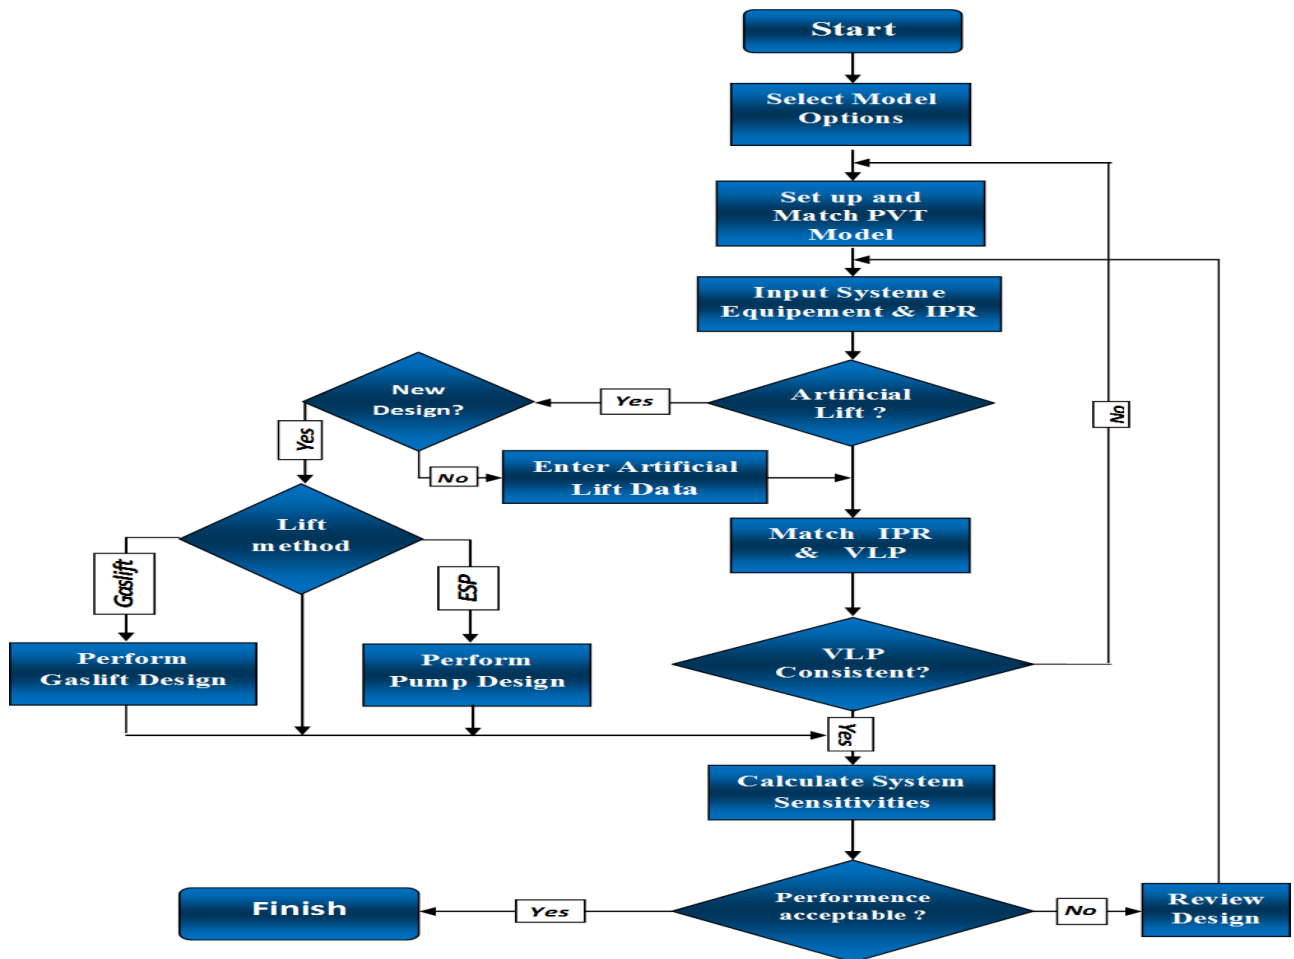 Start
Select Model
Options
Set up and
Match PVT
Model
Input Systeme
Equipement & IPR
Artificial
Lift ?
Yes
New
Design?
Yes
No
Enter Artificial
Lift Data
No
Lift
method
Match IPR
& VLP
Gaslift
ESP
VLP
Consistent?
Perform
Gaslift Design
Perform
Pump Design
Yes
Calculate System
Sensitivities
Performence
acceptable ?
Yes
Finish
No
Review
Design